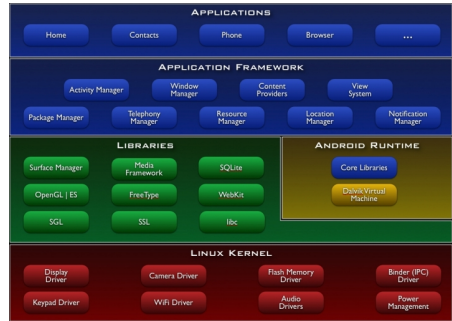 APPLICATIONS
Home Contacts Phone Browser ...
APPLICATION FRAMEWORK
Activity Manager Window Manager Content Providers View System
Package Manager Telephony Manager Resource Manager Location Manager Notification Manager
LIBRARIES
Surface Manager Media Framework SQLite
OpenGL | ES FreeType WebKit
SGL SSL libc
ANDROID RUNTIME
Core Libraries
Dalvik Virtual Machine
LINUX KERNEL
Display Driver Camera Driver Flash Memory Driver Binder (IPC) Driver
Keypad Driver WiFi Driver Audio Drivers Power Management